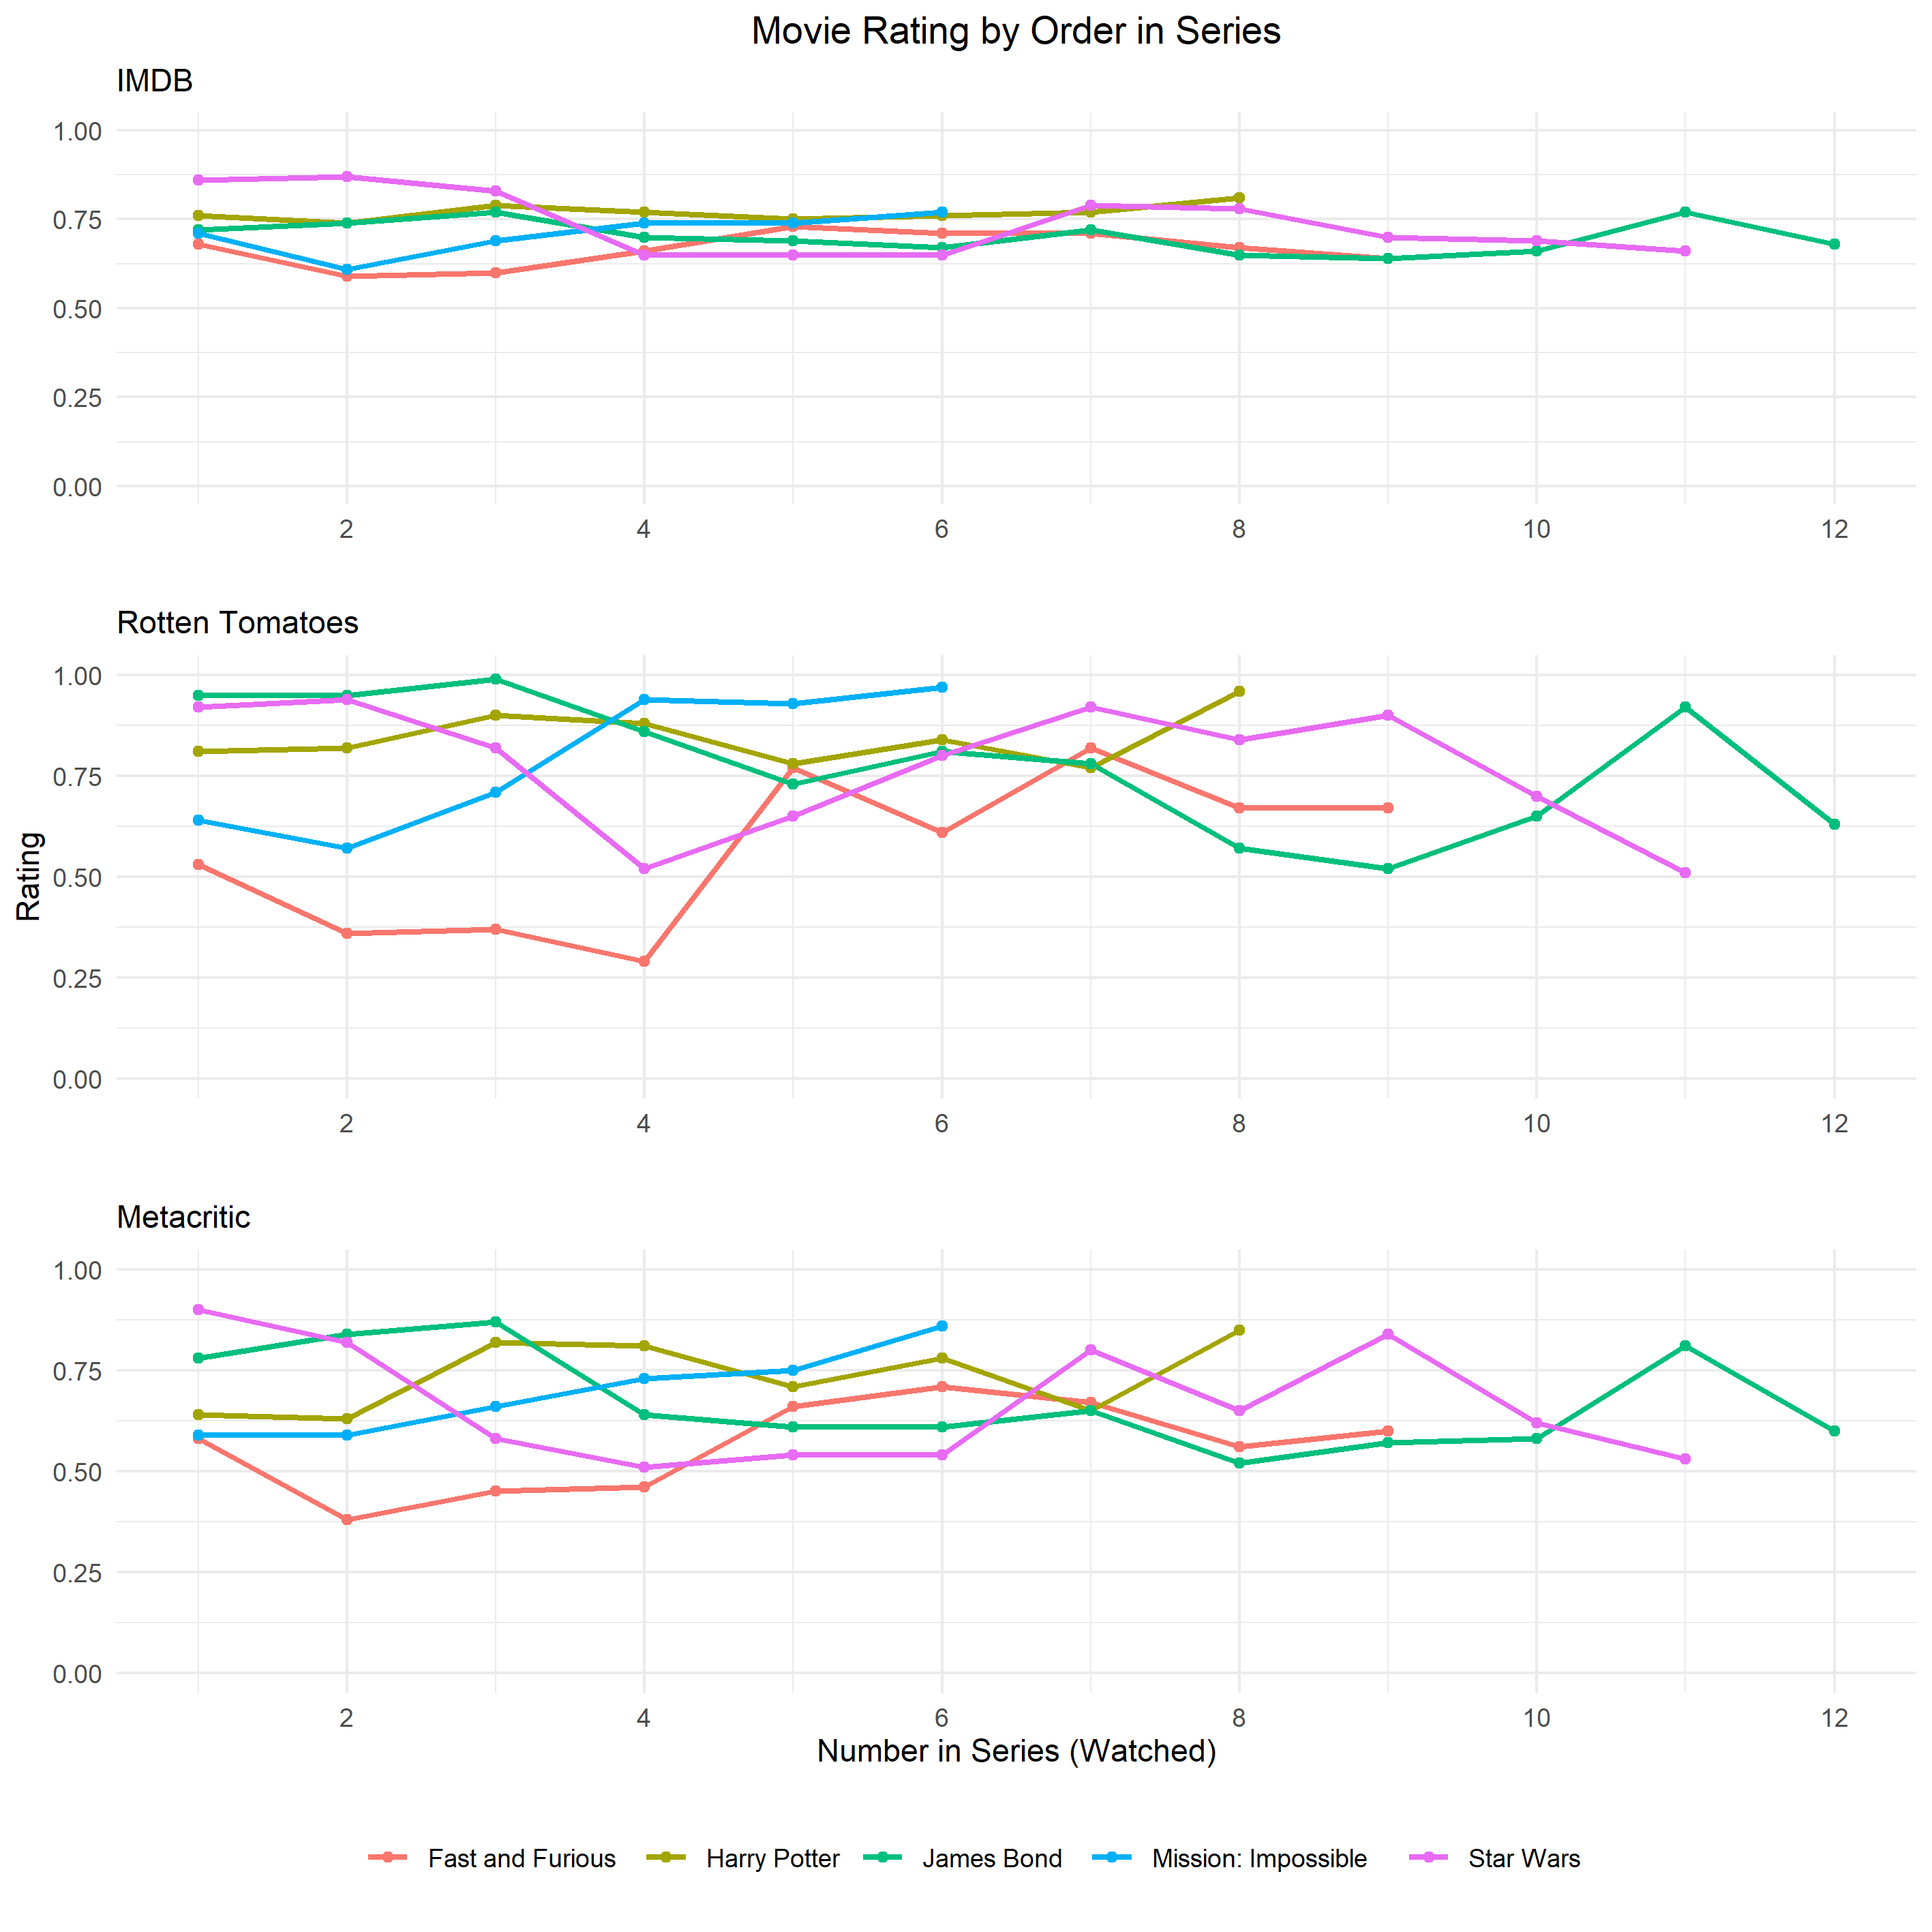 Movie Rating by Order in Series
IMDB
1.00
0.75
0.50
0.25
0.00
2 4 6 8 10 12
Rotten Tomatoes
1.00
0.75
0.50
0.25
0.00
2 4 6 8 10 12
Rating
Metacritic
1.00
0.75
0.50
0.25
0.00
2 4 6 8 10 12
Number in Series (Watched)
Fast and Furious Harry Potter James Bond Mission: Impossible Star Wars